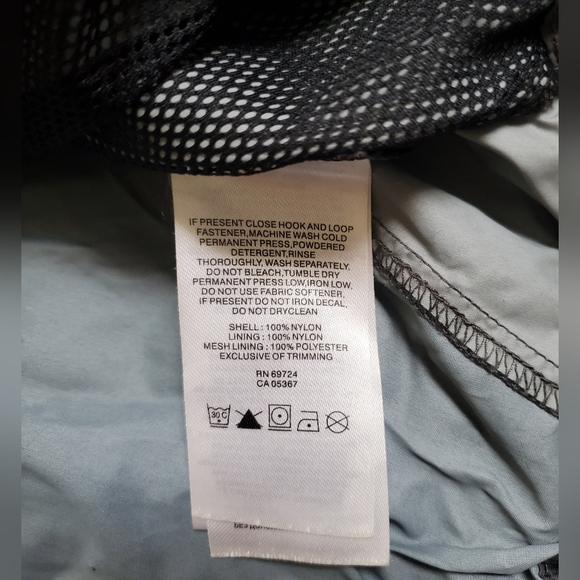 IF PRESENT CLOSE HOOK AND LOOP
FASTENER,MACHINE WASH COLD
PERMANENT PRESS,POWDERED
DETERGENT,RINSE
THOROUGHLY, WASH SEPARATELY,
DO NOT BLEACH,TUMBLE DRY
PERMANENT PRESS LOW,IRON LOW,
DO NOT USE FABRIC SOFTENER,
IF PRESENT DO NOT IRON DECAL,
DO NOT DRYCLEAN
SHELL : 100% NYLON
LINING : 100% NYLON
MESH LINING : 100% POLYESTER
EXCLUSIVE OF TRIMMING
RN 69724
CA 05367
30 C